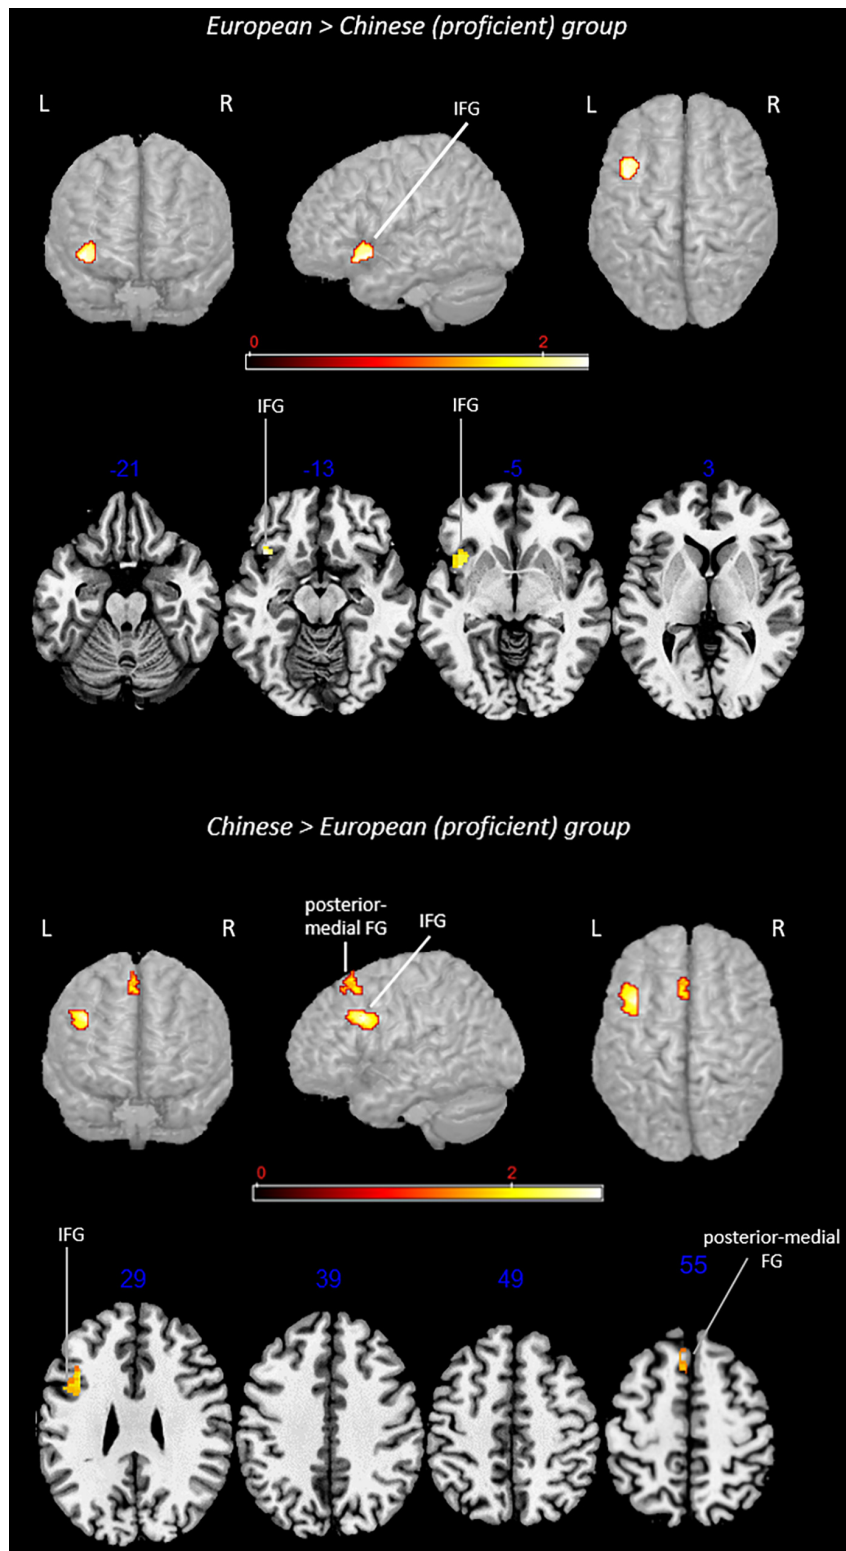 European > Chinese (proficient) group
L R IFG L R
0 2
IFG IFG
-21 -13 -5 3
Chinese > European (proficient) group
posterior-
medial FG
IFG
L R L R
0 2
IFG
posterior-medial
FG
29 39 49 55